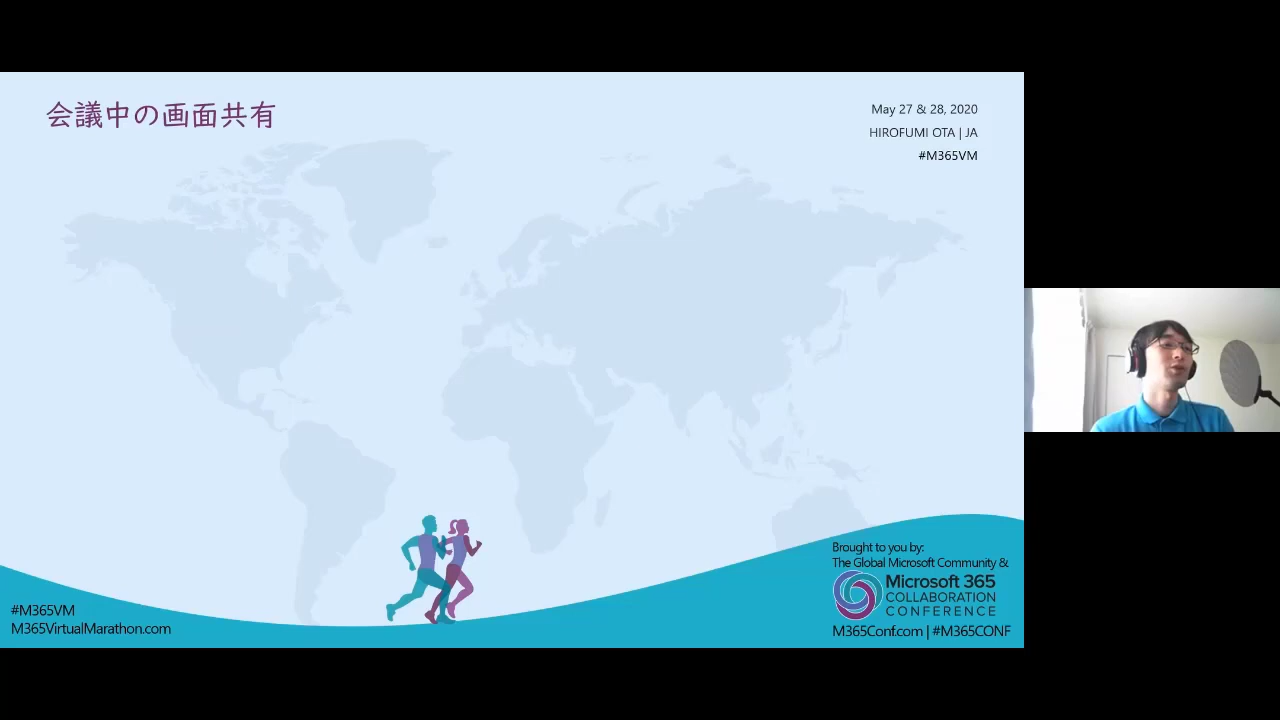 会議中の画面共有
May 27 & 28, 2020
HIROFUMI OTA | JA
#M365VM
Brought to you by:
The Global Microsoft Community &
Microsoft 365
COLLABORATION
CONFERENCE
M365Conf.com | #M365CONF
#M365VM
M365VirtualMarathon.com